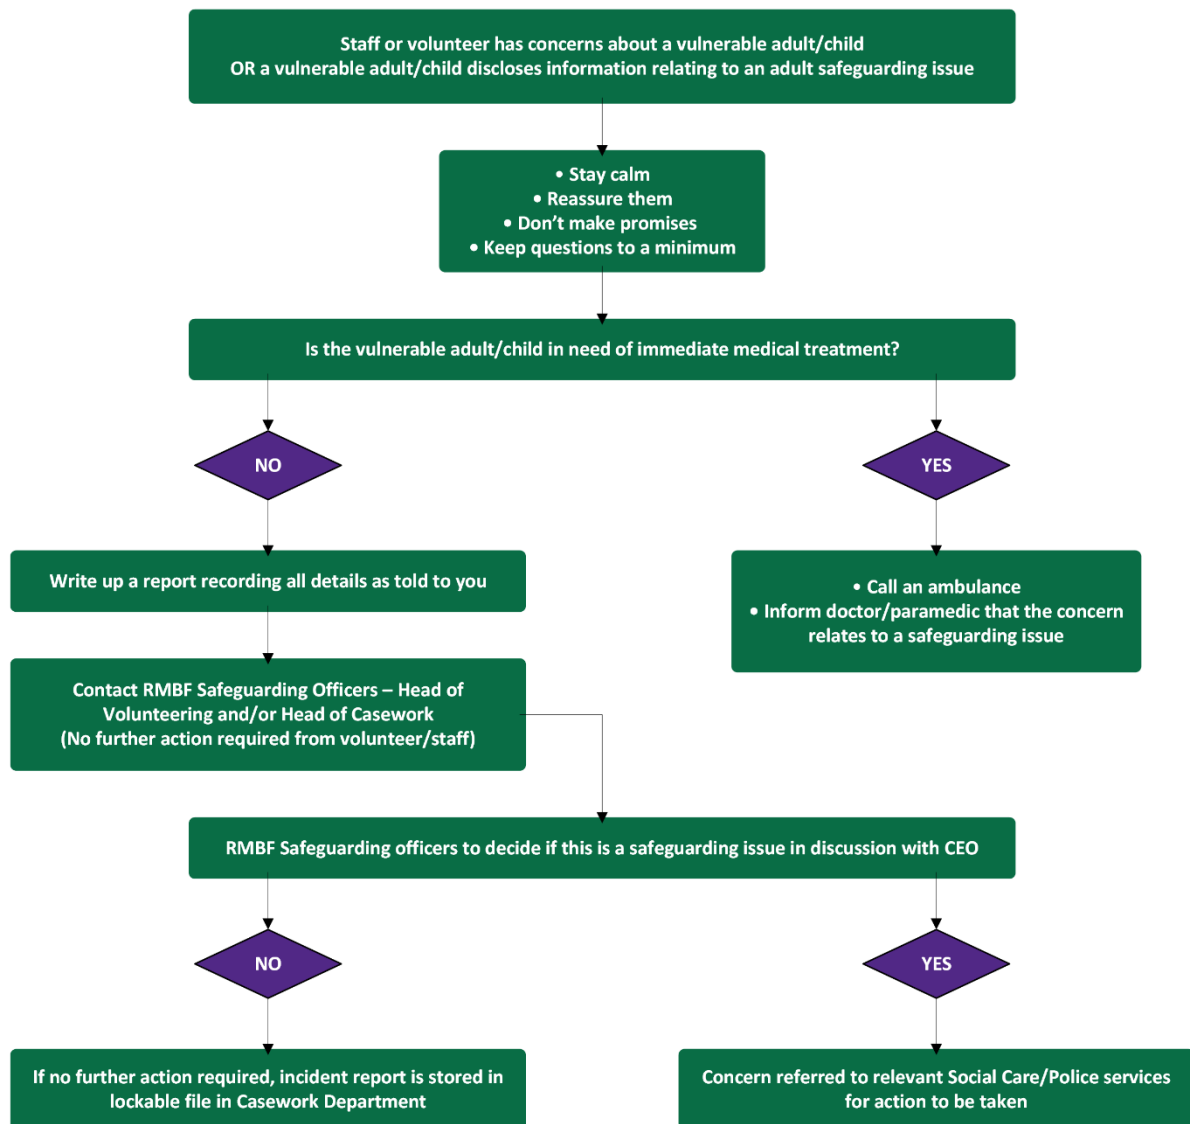 Staff or volunteer has concerns about a vulnerable adult/child
OR a vulnerable adult/child discloses information relating to an adult safeguarding issue
• Stay calm
• Reassure them
• Don’t make promises
• Keep questions to a minimum
Is the vulnerable adult/child in need of immediate medical treatment?
NO
YES
Write up a report recording all details as told to you
• Call an ambulance
• Inform doctor/paramedic that the concern
relates to a safeguarding issue
Contact RMBF Safeguarding Officers – Head of
Volunteering and/or Head of Casework
(No further action required from volunteer/staff)
RMBF Safeguarding officers to decide if this is a safeguarding issue in discussion with CEO
NO
YES
If no further action required, incident report is stored in
lockable file in Casework Department
Concern referred to relevant Social Care/Police services
for action to be taken